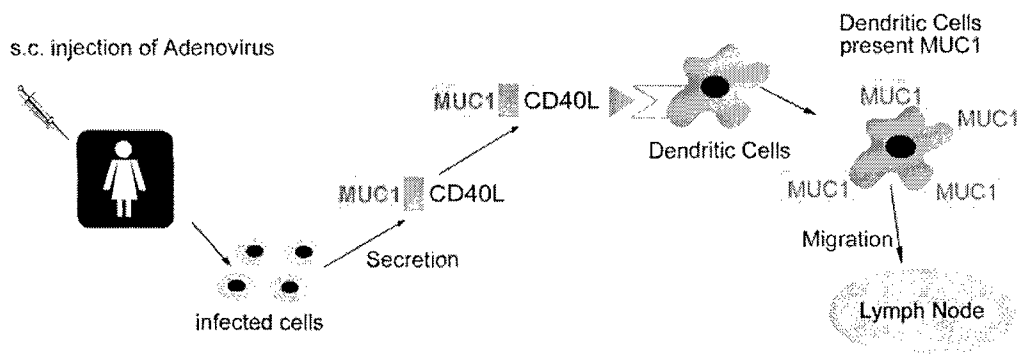 s.c. injection of Adenovirus
infected cells
Secretion
MUC1 CD40L
MUC1 CD40L
Dendritic Cells
Dendritic Cells
present MUC1
MUC1
MUC1
MUC1
MUC1
Migration
Lymph Node